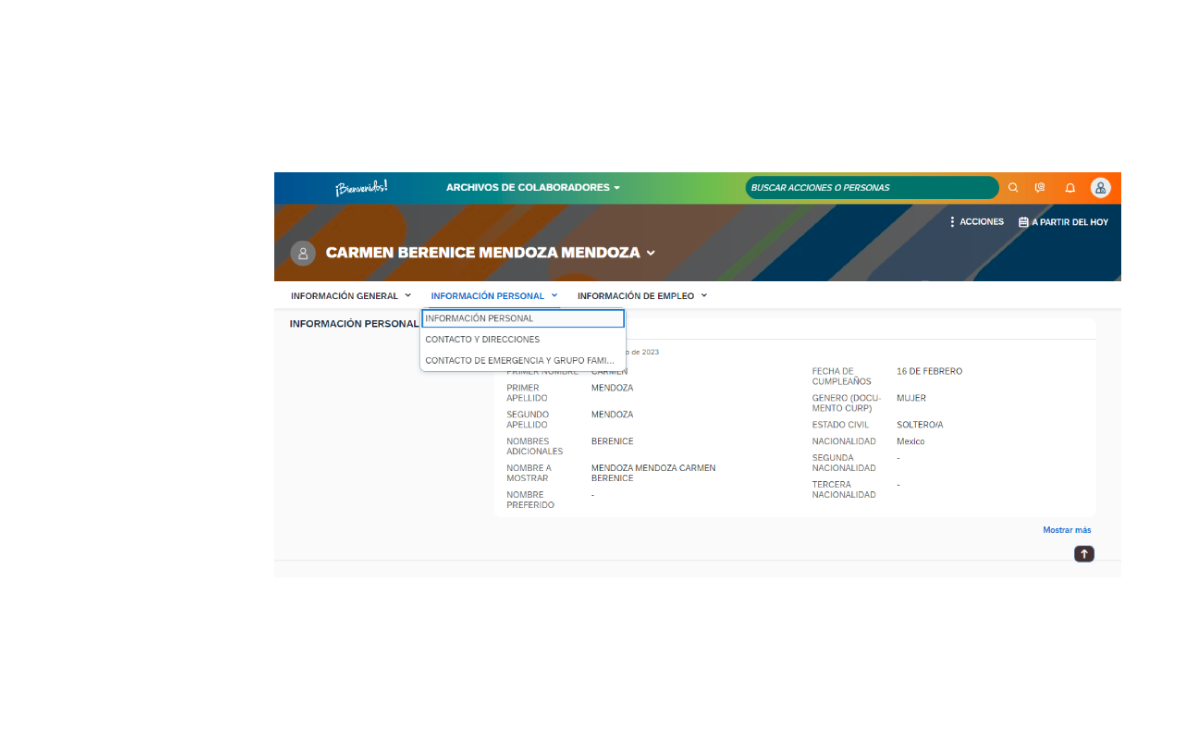 ¡Bienvenidos!
ARCHIVOS DE COLABORADORES
BUSCAR ACCIONES O PERSONAS
ACCIONES
A PARTIR DEL HOY
CARMEN BERENICE MENDOZA MENDOZA
INFORMACIÓN GENERAL
INFORMACIÓN PERSONAL
INFORMACIÓN DE EMPLEO
INFORMACIÓN PERSONAL
INFORMACIÓN PERSONAL
CONTACTO Y DIRECCIONES
CONTACTO DE EMERGENCIA Y GRUPO FAMI...
de 2023
PRIMER NOMBRE CARMEN
PRIMER
APELLIDO
MENDOZA
SEGUNDO
APELLIDO
MENDOZA
NOMBRES
ADICIONALES
BERENICE
NOMBRE A
MOSTRAR
MENDOZA MENDOZA CARMEN
BERENICE
NOMBRE
PREFERIDO
-
FECHA DE
CUMPLEAÑOS
16 DE FEBRERO
GENERO (DOCU-
MENTO CURP)
MUJER
ESTADO CIVIL
SOLTERO/A
NACIONALIDAD
Mexico
SEGUNDA
NACIONALIDAD
-
TERCERA
NACIONALIDAD
-
Mostrar más